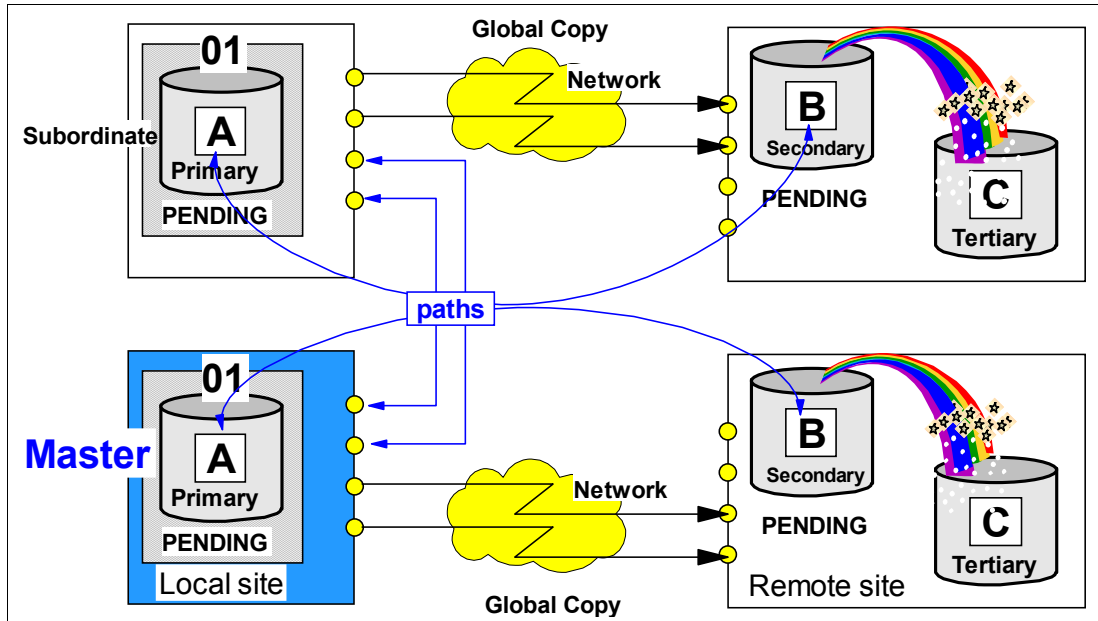 Global Copy
01
Network
Subordinate
A
Primary
PENDING
B
Secondary
PENDING
C
Tertiary
paths
01
Master
A
Primary
PENDING
Local site
Network
Global Copy
B
Secondary
PENDING
C
Tertiary
Remote site